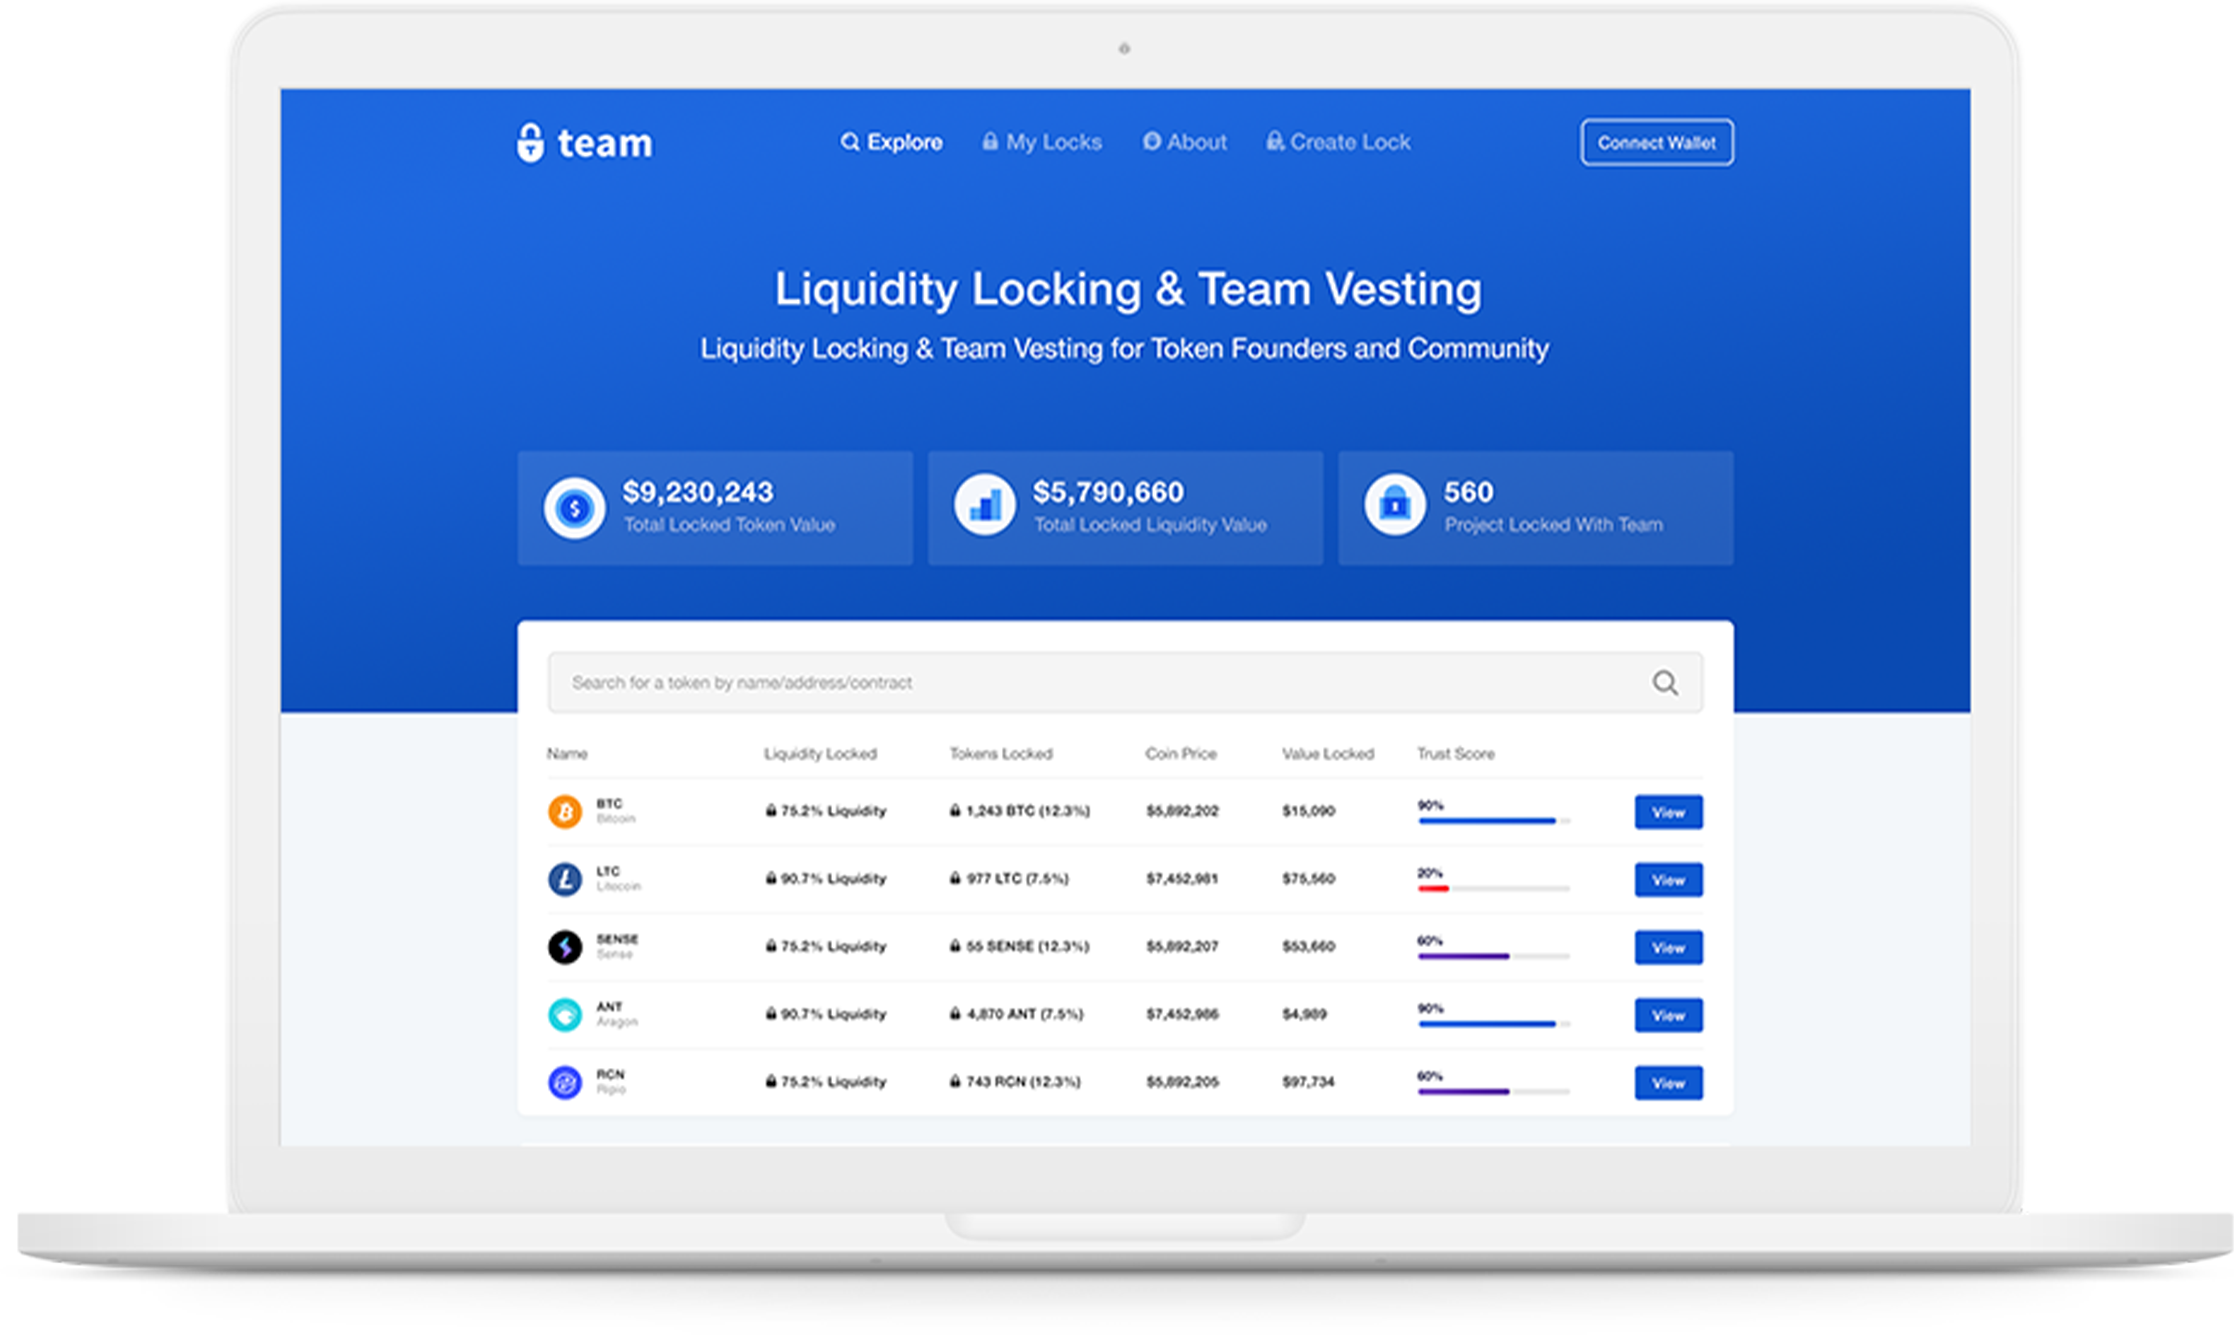 team
Explore
My Locks
About
Create Lock
Connect Wallet
Liquidity Locking & Team Vesting
Liquidity Locking & Team Vesting for Token Founders and Community
$9,230,243
Total Locked Token Value
$5,790,660
Total Locked Liquidity Value
560
Project Locked With Team
Search for a token by name/address/contract
Name Liquidity Locked Tokens Locked Coin Price Value Locked Trust Score
BTC
Bitcoin
75.2% Liquidity
1,243 BTC (12.3%)
$5,892,202
$15,090
90%
View
LTC
Litecoin
90.7% Liquidity
977 LTC (7.5%)
$7,452,981
$75,560
20%
View
SENSE
Sense
75.2% Liquidity
55 SENSE (12.3%)
$5,892,207
$53,660
60%
View
ANT
Aragon
90.7% Liquidity
4,870 ANT (7.5%)
$7,452,986
$4,989
90%
View
RCN
Ripio
75.2% Liquidity
743 RCN (12.3%)
$5,892,205
$97,734
60%
View